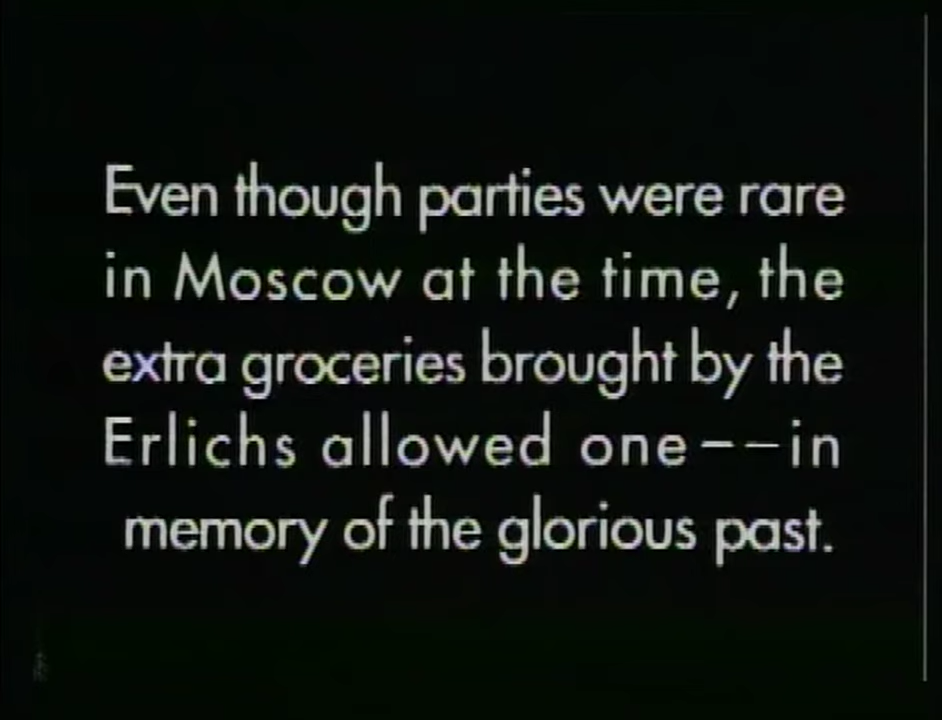 Even though parties were rare
in Moscow at the time, the
extra groceries brought by the
Erlichs allowed one--in
memory of the glorious past.